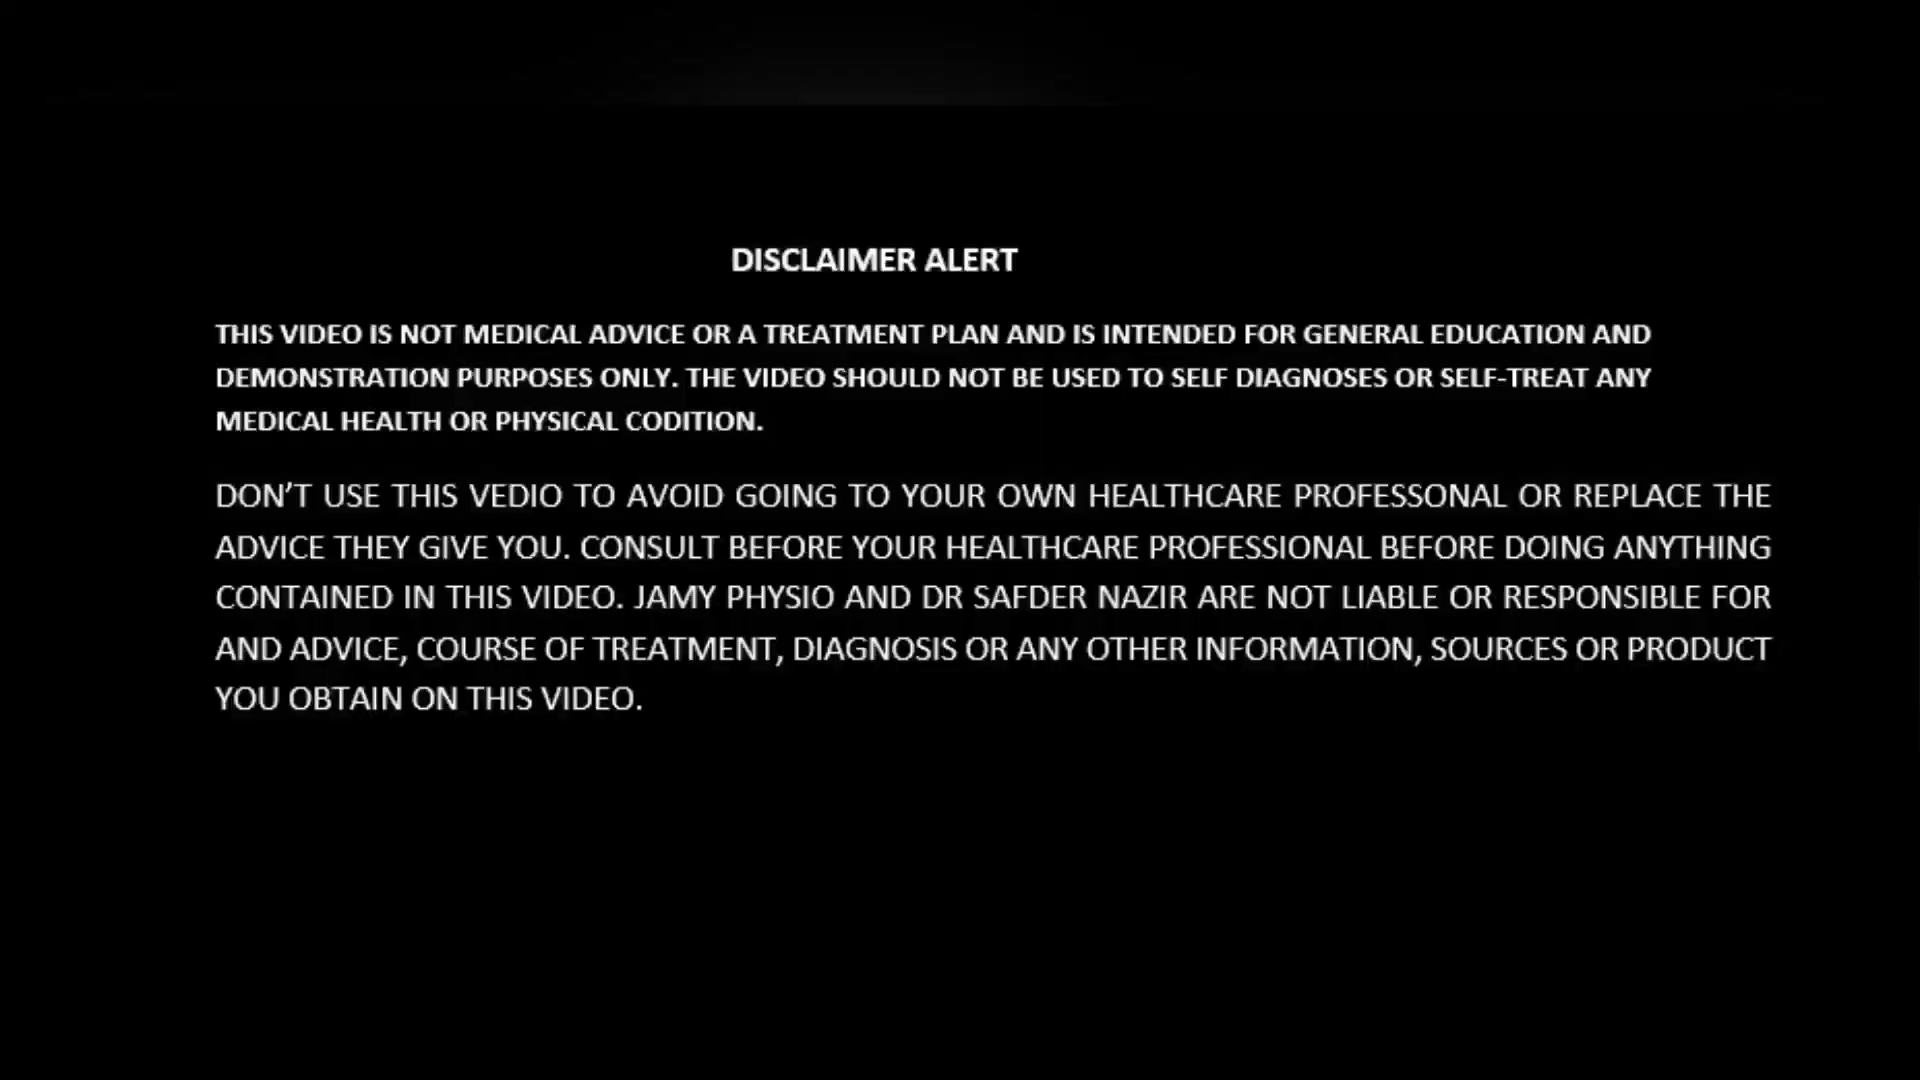 DISCLAIMER ALERT
THIS VIDEO IS NOT MEDICAL ADVICE OR A TREATMENT PLAN AND IS INTENDED FOR GENERAL EDUCATION AND
DEMONSTRATION PURPOSES ONLY. THE VIDEO SHOULD NOT BE USED TO SELF DIAGNOSES OR SELF-TREAT ANY
MEDICAL HEALTH OR PHYSICAL CODITION.
DON’T USE THIS VEDIO TO AVOID GOING TO YOUR OWN HEALTHCARE PROFESSONAL OR REPLACE THE
ADVICE THEY GIVE YOU. CONSULT BEFORE YOUR HEALTHCARE PROFESSIONAL BEFORE DOING ANYTHING
CONTAINED IN THIS VIDEO. JAMY PHYSIO AND DR SAFDER NAZIR ARE NOT LIABLE OR RESPONSIBLE FOR
AND ADVICE, COURSE OF TREATMENT, DIAGNOSIS OR ANY OTHER INFORMATION, SOURCES OR PRODUCT
YOU OBTAIN ON THIS VIDEO.